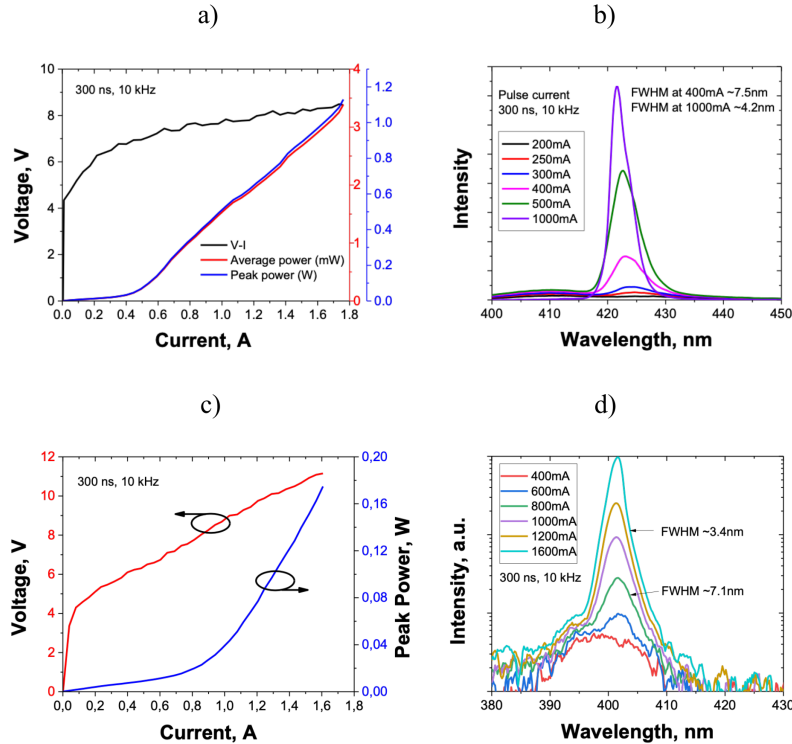 a)
300 ns, 10 kHz
V-I
Average power (mW)
Peak power (W)
Voltage, V
0
2
4
6
8
10
0.0 0.2 0.4 0.6 0.8 1.0 1.2 1.4 1.6 1.8
Current, A
0
1
2
3
4
0.0
0.2
0.4
0.6
0.8
1.0
1.2
b)
Pulse current
300 ns, 10 kHz
FWHM at 400mA ~7.5nm
FWHM at 1000mA ~4.2nm
200mA
250mA
300mA
400mA
500mA
1000mA
Intensity
400 410 420 430 440 450
Wavelength, nm
c)
300 ns, 10 kHz
Voltage, V
0
2
4
6
8
10
12
0,0 0,2 0,4 0,6 0,8 1,0 1,2 1,4 1,6 1,8
Current, A
0,00
0,04
0,08
0,12
0,16
0,20
Peak Power, W
d)
400mA
600mA
800mA
1000mA
1200mA
1600mA
300 ns, 10 kHz
FWHM ~3.4nm
FWHM ~7.1nm
Intensity, a.u.
380 390 400 410 420 430
Wavelength, nm